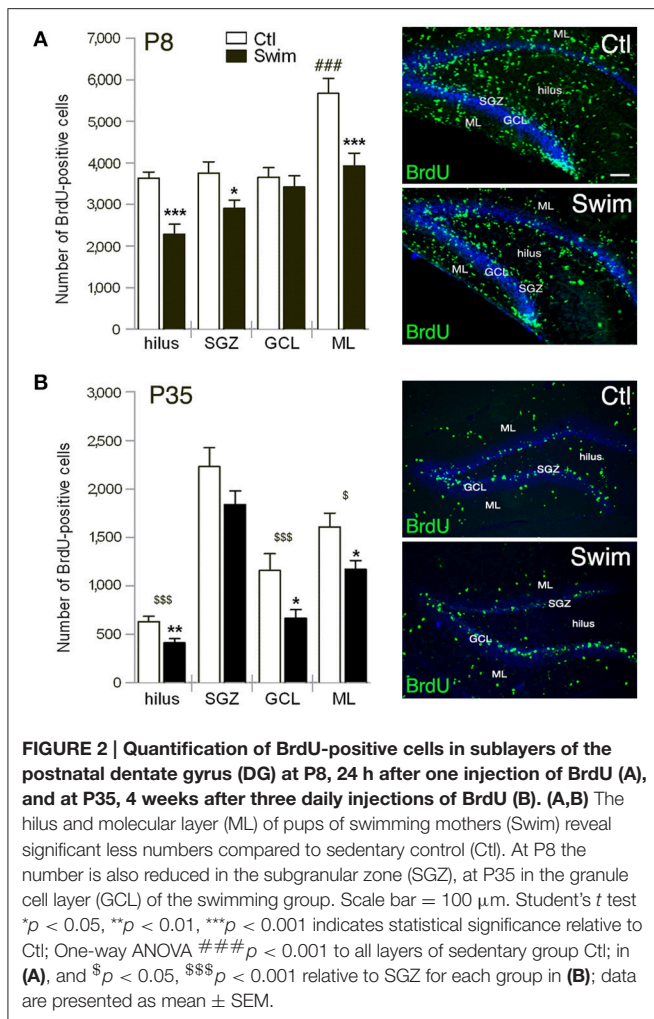 A
P8
Ctl
Swim
7,000
6,000
5,000
4,000
3,000
2,000
1,000
0
Number of BrdU-positive cells
***
*
###
***
hilus
SGZ
GCL
ML
Ctl
ML
hilus
SGZ
GCL
ML
BrdU
Swim
ML
hilus
ML
GCL
SGZ
BrdU
B
P35
3,000
2,500
2,000
1,500
1,000
500
0
Number of BrdU-positive cells
$$$
**
$$$
*
$
*
hilus
SGZ
GCL
ML
Ctl
ML
hilus
SGZ
GCL
ML
BrdU
Swim
ML
SGZ
hilus
GCL
ML
BrdU
FIGURE 2 | Quantification of BrdU-positive cells in sublayers of the
postnatal dentate gyrus (DG) at P8, 24 h after one injection of BrdU (A),
and at P35, 4 weeks after three daily injections of BrdU (B). (A,B) The
hilus and molecular layer (ML) of pups of swimming mothers (Swim) reveal
significant less numbers compared to sedentary control (Ctl). At P8 the
number is also reduced in the subgranular zone (SGZ), at P35 in the granule
cell layer (GCL) of the swimming group. Scale bar = 100 μm. Student's t test
*p < 0.05, **p < 0.01, ***p < 0.001 indicates statistical significance relative to
Ctl; One-way ANOVA ###p < 0.001 to all layers of sedentary group Ctl; in
(A), and $p < 0.05, $$$p < 0.001 relative to SGZ for each group in (B); data
are presented as mean ± SEM.